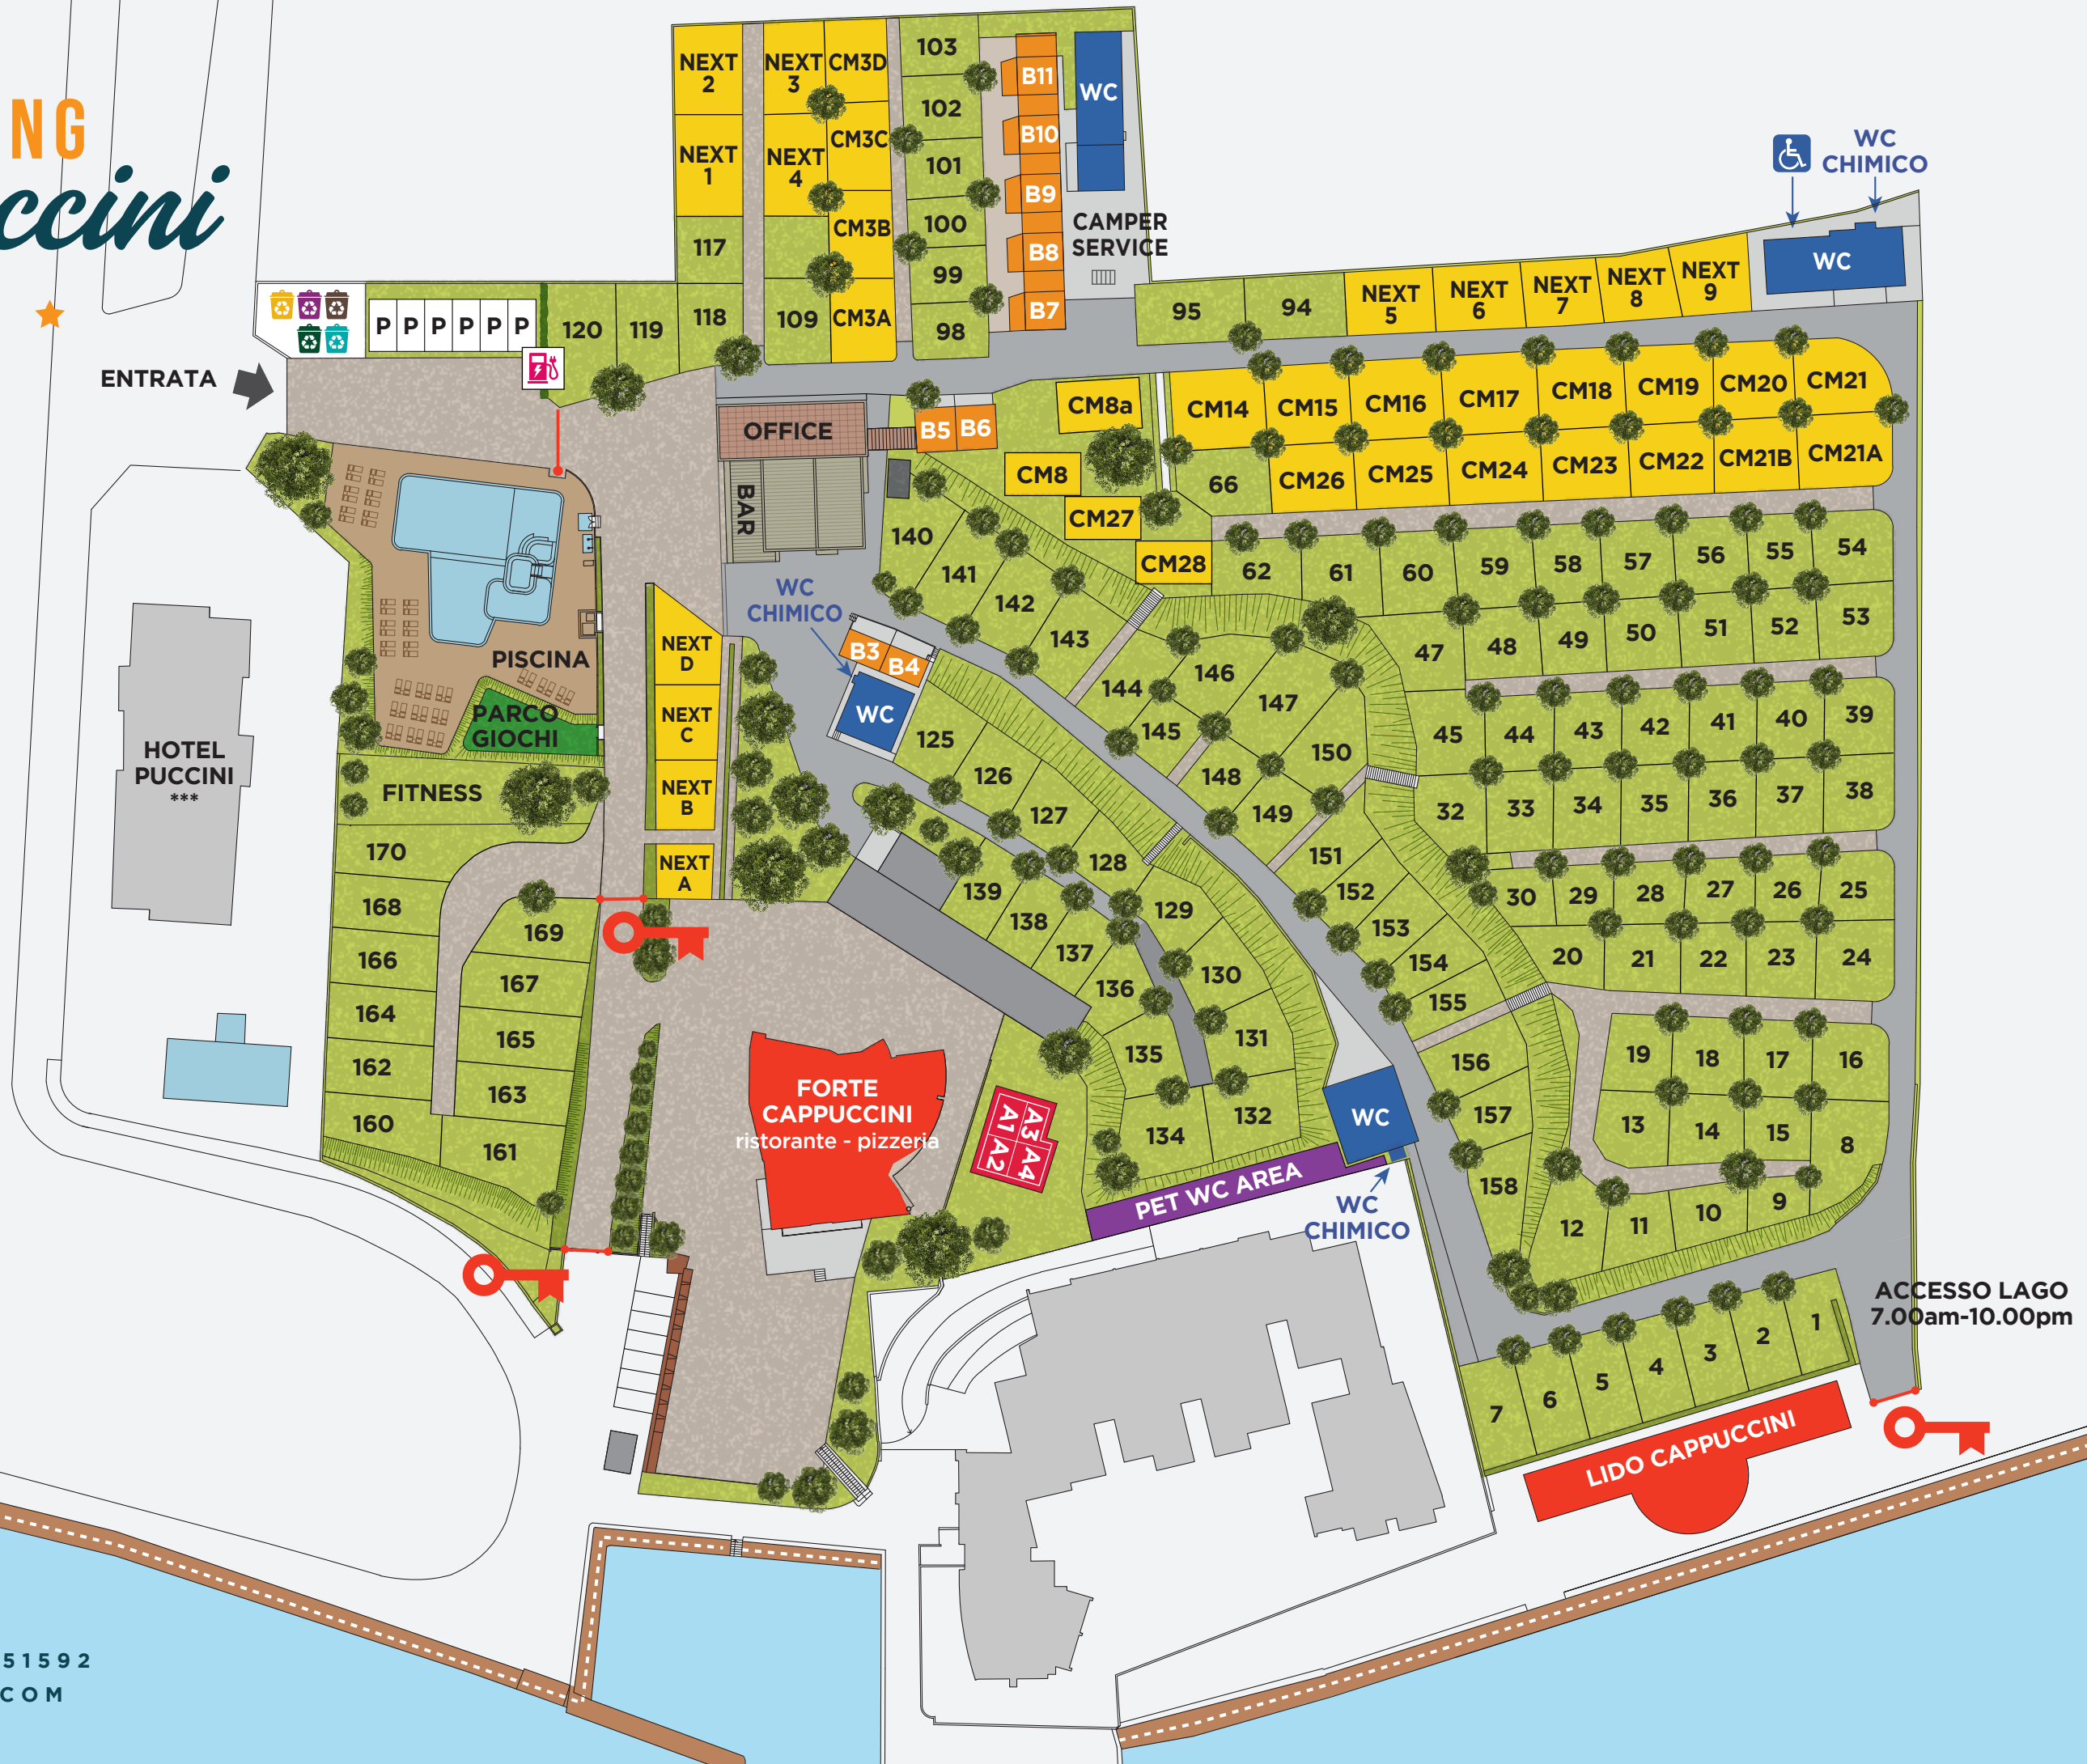 NG
ccini
ENTRATA
P P P P P P
NEXT
2
NEXT
1
117
118
119
120
NEXT
3
NEXT
4
109
CM3D
CM3C
CM3B
CM3A
103
102
101
100
99
98
B11
B10
B9
B8
B7
WC
CAMPER
SERVICE
WC
CHIMICO
WC
95
94
NEXT
5
NEXT
6
NEXT
7
NEXT
8
NEXT
9
OFFICE
BAR
B5
B6
CM8a
CM8
CM27
CM28
CM14
CM15
CM16
CM17
CM18
CM19
CM20
CM21
66
CM26
CM25
CM24
CM23
CM22
CM21B
CM21A
62
61
60
59
58
57
56
55
54
47
48
49
50
51
52
53
45
44
43
42
41
40
39
32
33
34
35
36
37
38
30
29
28
27
26
25
20
21
22
23
24
19
18
17
16
13
14
15
8
12
11
10
9
7
6
5
4
3
2
1
140
141
142
143
144
145
146
147
148
149
150
151
152
153
154
155
156
157
158
WC
CHIMICO
B3
B4
WC
125
126
127
128
129
130
131
132
134
135
136
137
138
139
PISCINA
PARCO
GIOCHI
FITNESS
NEXT
D
NEXT
C
NEXT
B
NEXT
A
HOTEL
PUCCINI
***
170
168
166
164
162
160
169
167
165
163
161
FORTE
CAPPUCCINI
ristorante - pizzeria
A3
A1
A4
A2
PET WC AREA
WC
WC
CHIMICO
ACCESSO LAGO
7.00am-10.00pm
LIDO CAPPUCCINI
51592
COM